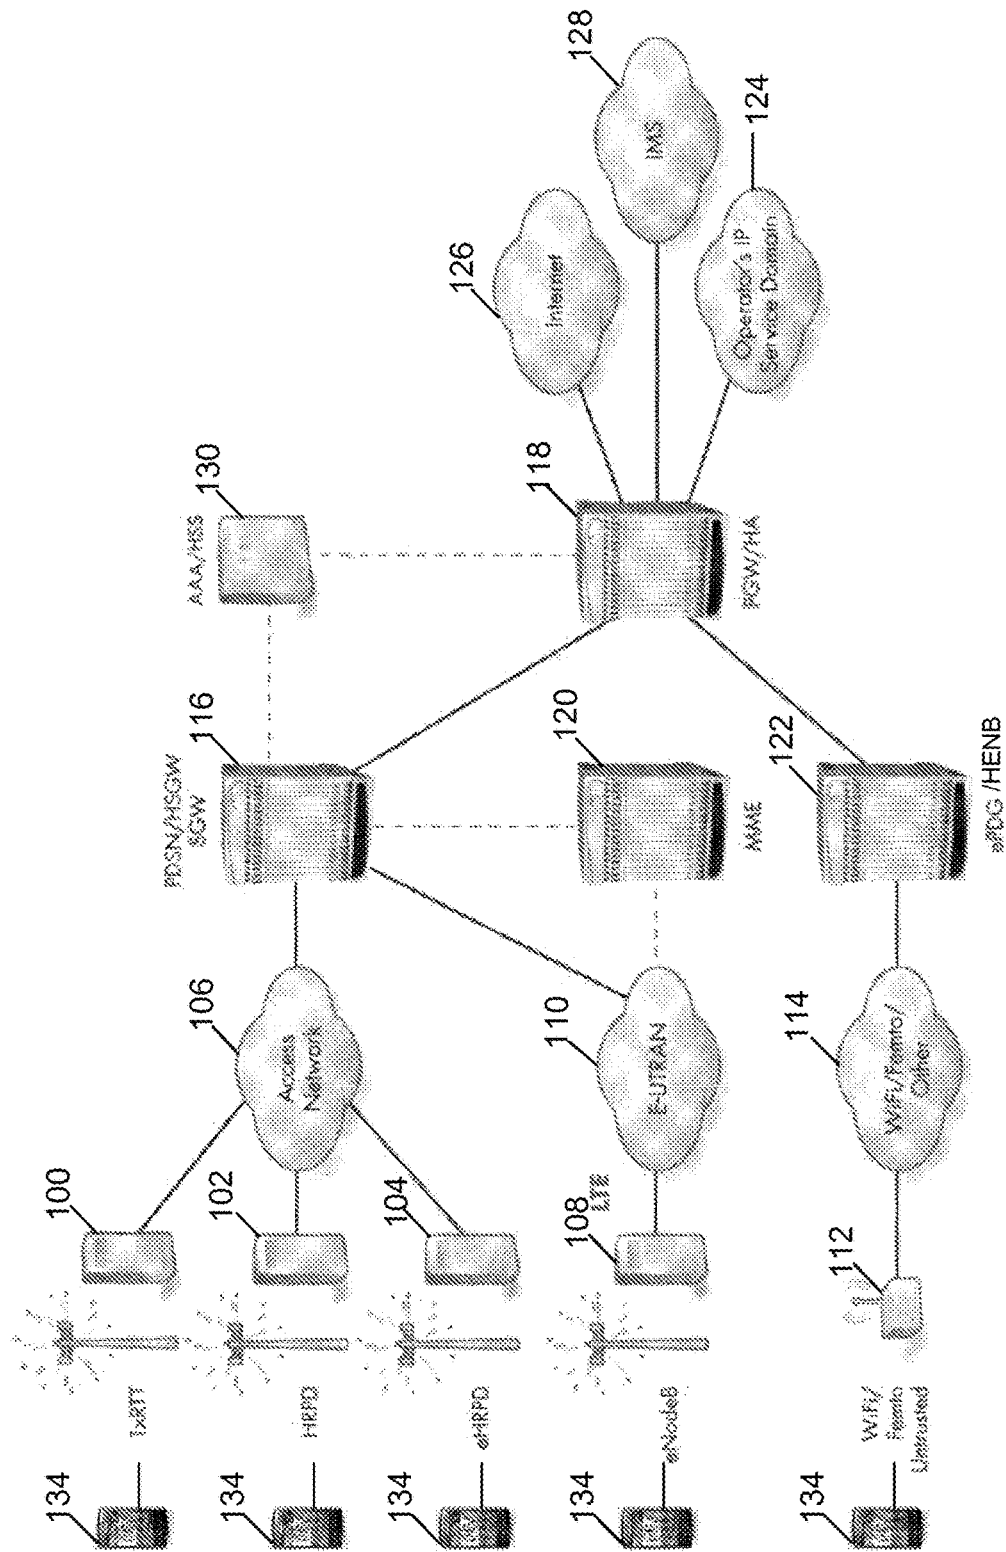 134
1xRTT
100
134
HRPD
102
134
eHRPD
104
Access
Network
106
PDSN/HSGW
SGW
116
AAA/HSS
130
134
eNodeB
108
LTE
E-UTRAN
110
MME
120
PGW/HA
118
Internet
126
IMS
128
Operator's IP
Service Domain
124
134
WiFi/
Femto
Untrusted
112
WiFi/Femto/
Other
114
ePDG /HENB
122